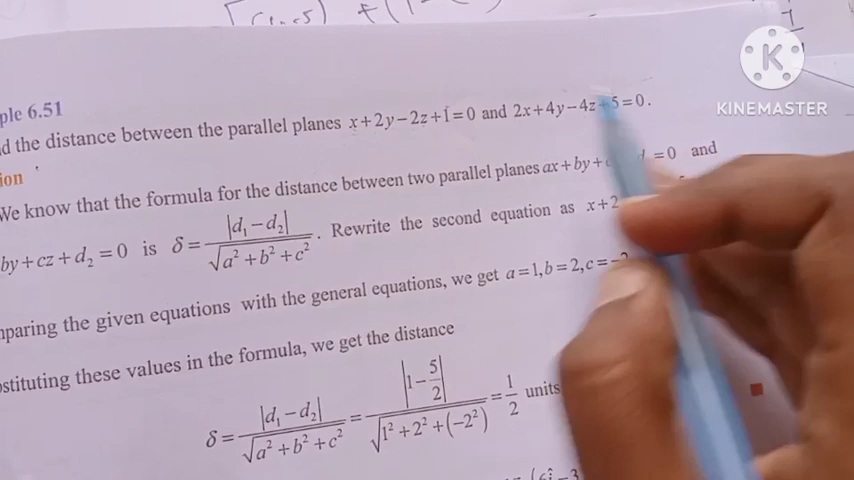 ple 6.51
d the distance between the parallel planes x+2y−2z+1=0 and 2x+4y−4z+5=0.
ion
We know that the formula for the distance between two parallel planes ax+by+ =0 and
by+cz+d₂=0 is δ = |d₁−d₂| / √(a²+b²+c²). Rewrite the second equation as x+2
mparing the given equations with the general equations, we get a=1,b=2,c=−2
ostituting these values in the formula, we get the distance
δ = |d₁−d₂| / √(a²+b²+c²) = |1−5/2| / √(1²+2²+(−2²)) = 1/2 units
K
KINEMASTER